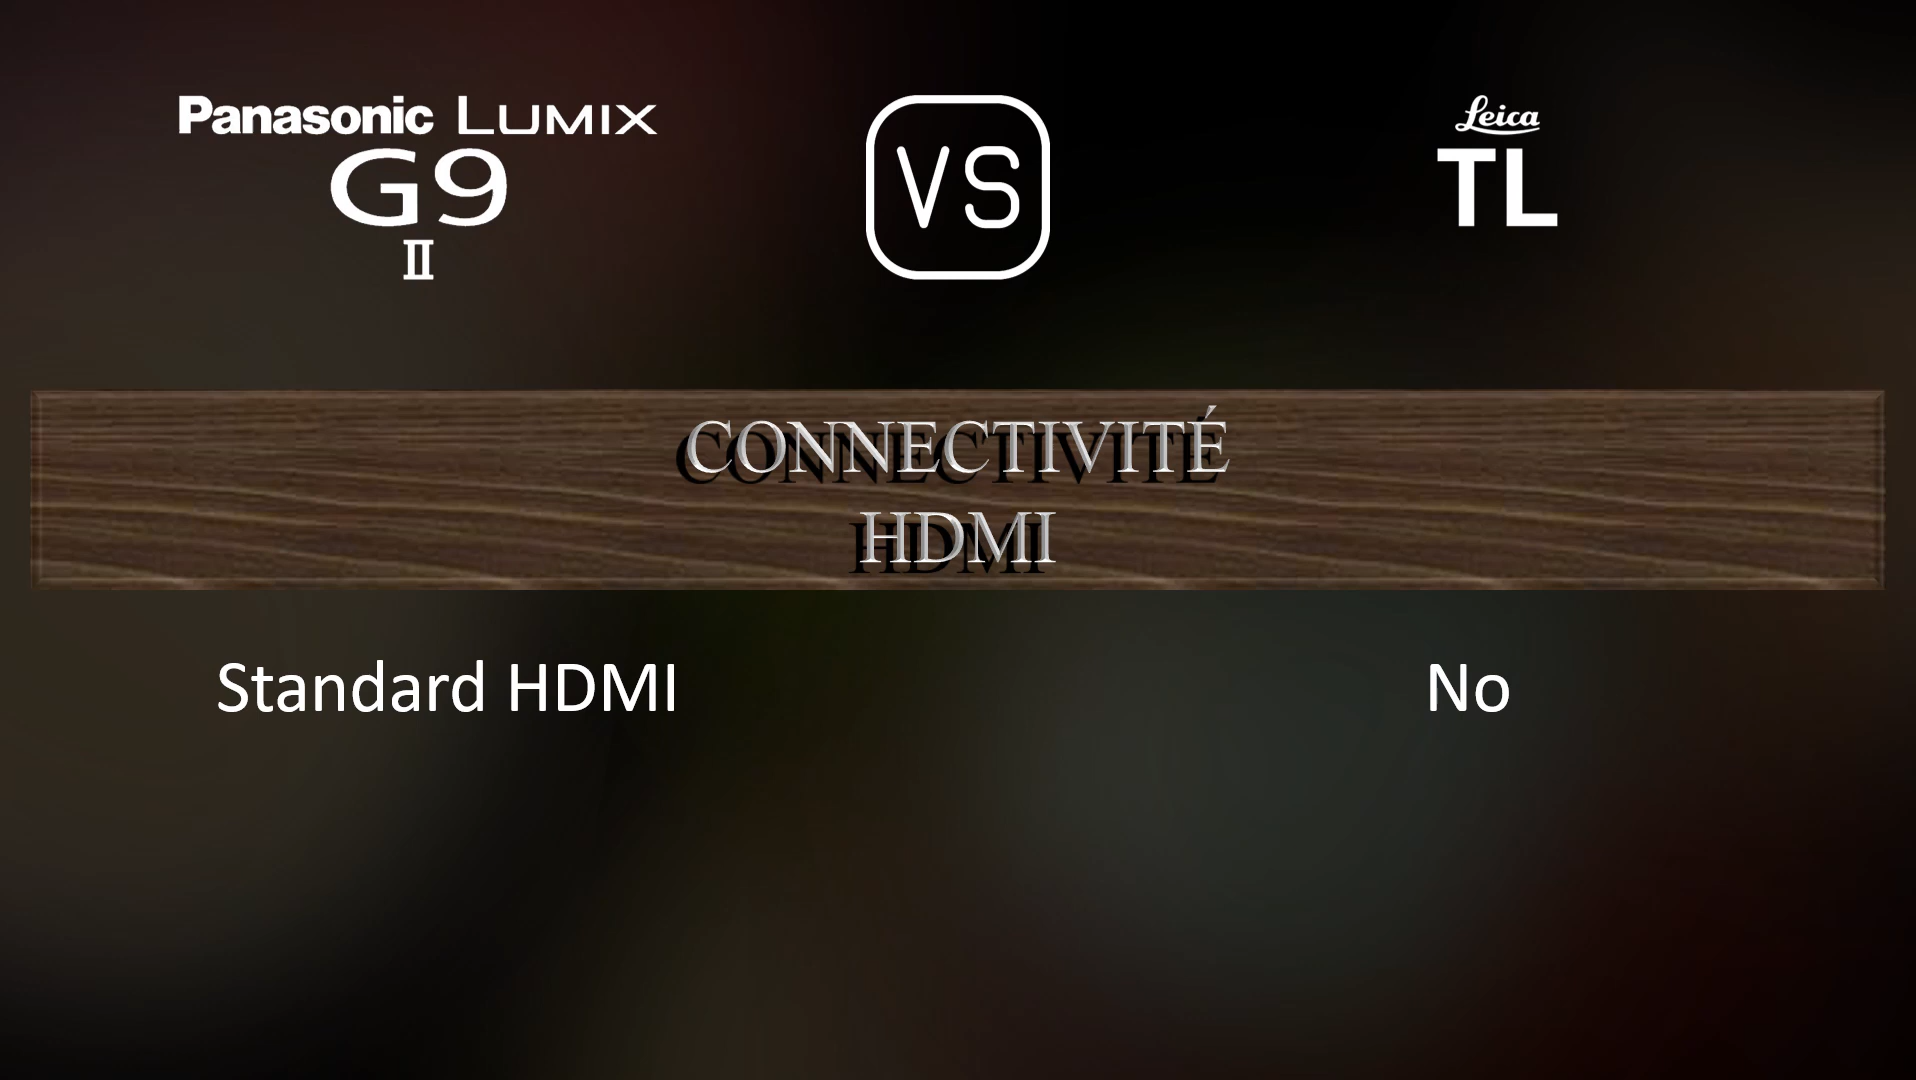 Panasonic LUMIX
G9
II
VS
Leica
TL
CONNECTIVITÉ
HDMI
Standard HDMI
No